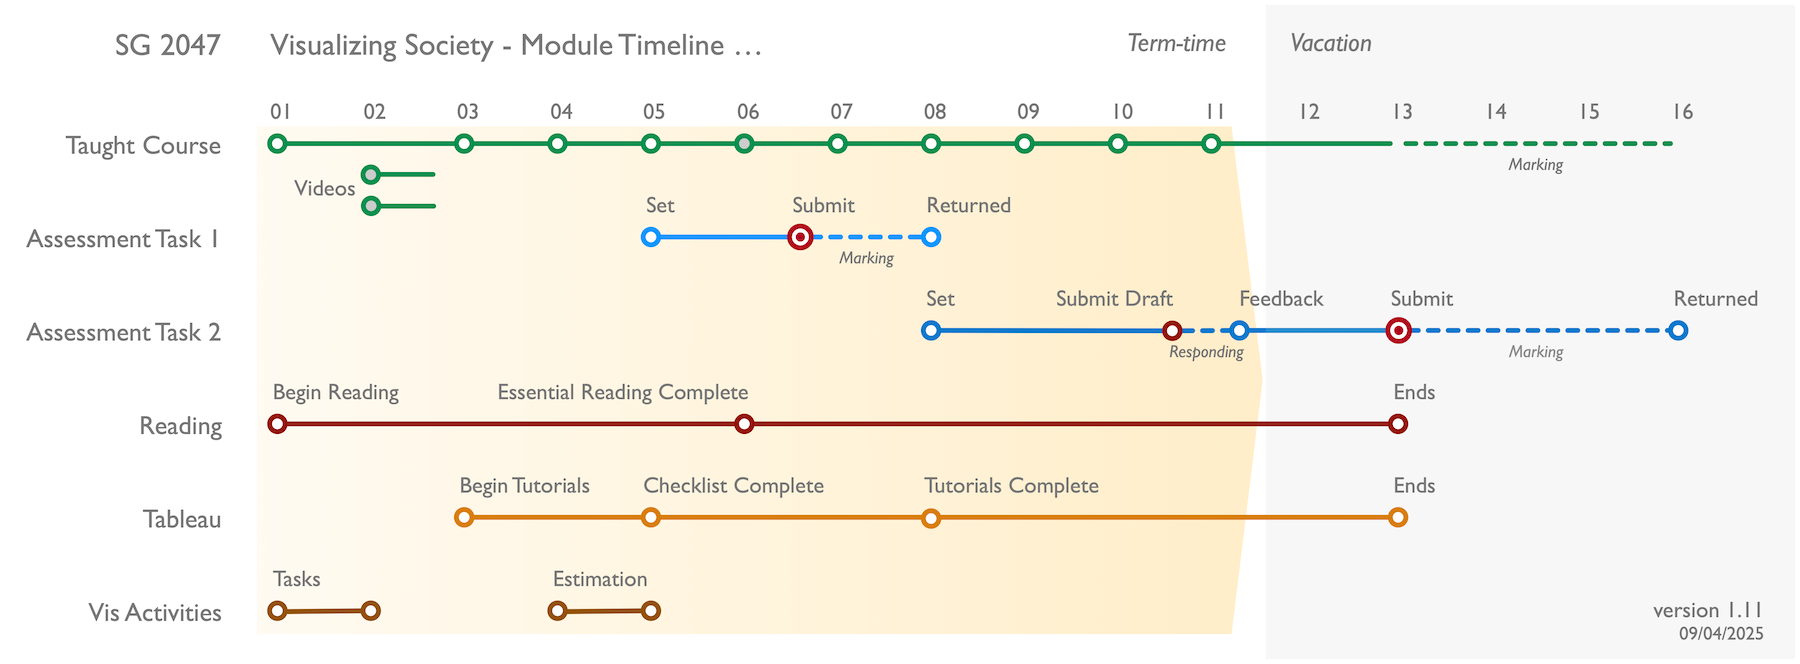 SG 2047 Visualizing Society - Module Timeline … Term-time Vacation
01 02 03 04 05 06 07 08 09 10 11 12 13 14 15 16
Taught Course
Marking
Videos
Set Submit Returned
Assessment Task 1
Marking
Set Submit Draft Feedback Submit Returned
Assessment Task 2
Responding Marking
Begin Reading Essential Reading Complete Ends
Reading
Begin Tutorials Checklist Complete Tutorials Complete Ends
Tableau
Tasks Estimation
Vis Activities
version 1.11
09/04/2025